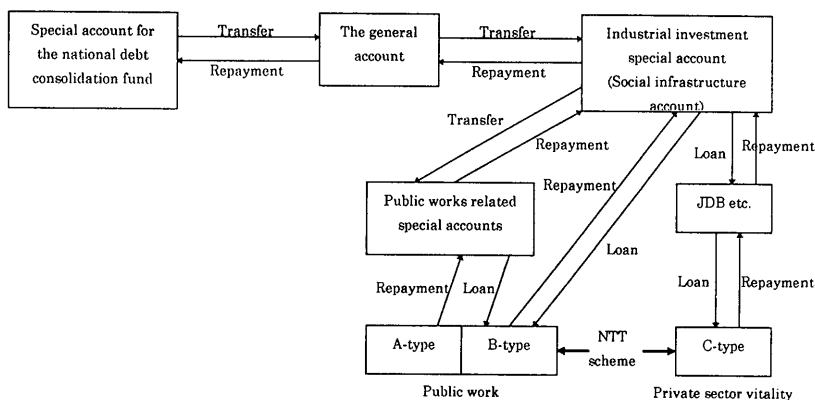 Special account for
the national debt
consolidation fund
Transfer
Repayment
The general
account
Transfer
Repayment
Industrial investment
special account
(Social infrastructure
account)
Transfer
Repayment
Repayment
Loan
Loan
Repayment
Public works related
special accounts
JDB etc.
Repayment
Loan
Loan
Repayment
A-type
B-type
NTT
scheme
C-type
Public work
Private sector vitality